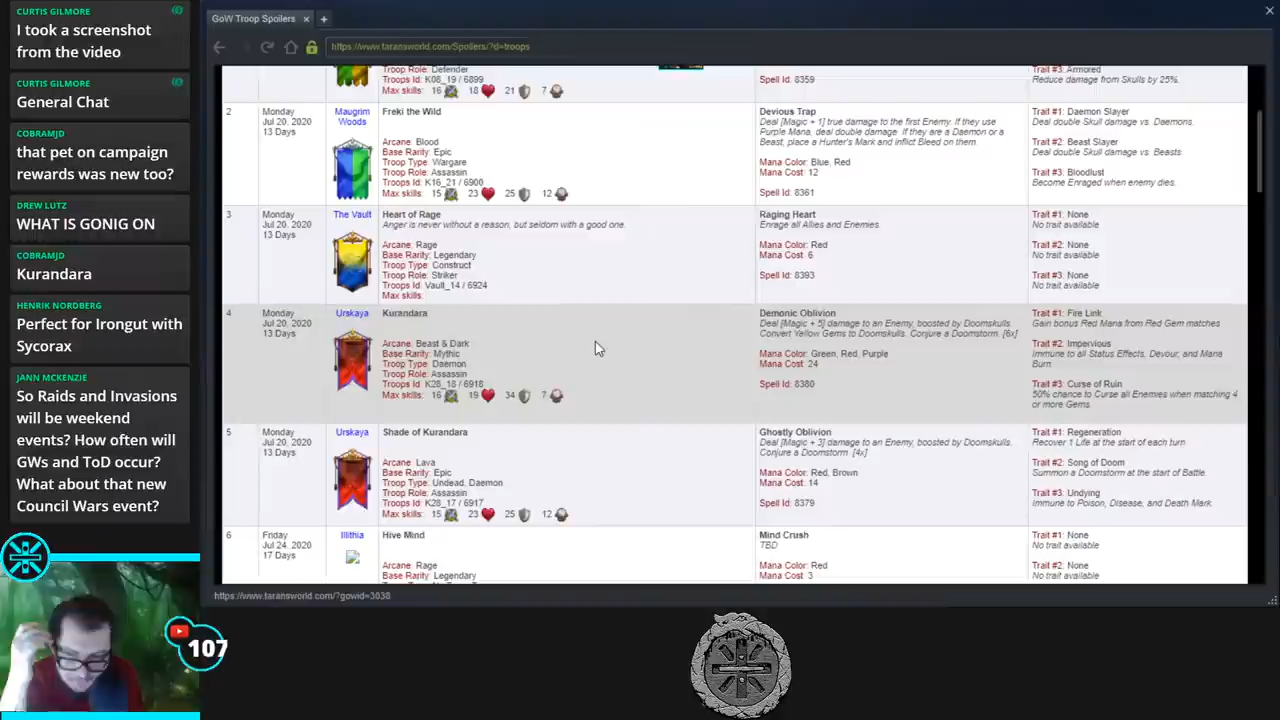 CURTIS GILMORE
I took a screenshot
from the video
CURTIS GILMORE
General Chat
COBRAMJD
that pet on campaign
rewards was new too?
DREW LUTZ
WHAT IS GONIG ON
COBRAMJD
Kurandara
HENRIK NORDBERG
Perfect for Irongut with
Sycorax
JANN MCKENZIE
So Raids and Invasions
will be weekend
events? How often will
GWs and ToD occur?
What about that new
Council Wars event?
107
GoW Troop Spoilers
https://www.taransworld.com/Spoilers/?d=troops
Troop Role: Defender
Troops Id: K08_19 / 6899
Max skills: 16 18 21 7
Spell Id: 8359
Trait #3: Armored
Reduce damage from Skulls by 25%.
2
Monday
Jul 20, 2020
13 Days
Maugrim
Woods
Freki the Wild
Arcane: Blood
Base Rarity: Epic
Troop Type: Wargare
Troop Role: Assassin
Troops Id: K16_21 / 6900
Max skills: 15 23 25 12
Devious Trap
Deal [Magic + 1] true damage to the first Enemy. If they use
Purple Mana, deal double damage. If they are a Daemon or a
Beast, place a Hunter's Mark and inflict Bleed on them.
Mana Color: Blue, Red
Mana Cost: 12
Spell Id: 8361
Trait #1: Daemon Slayer
Deal double Skull damage vs. Daemons.
Trait #2: Beast Slayer
Deal double Skull damage vs. Beasts.
Trait #3: Bloodlust
Become Enraged when enemy dies.
3
Monday
Jul 20, 2020
13 Days
The Vault
Heart of Rage
Anger is never without a reason, but seldom with a good one.
Arcane: Rage
Base Rarity: Legendary
Troop Type: Construct
Troop Role: Striker
Troops Id: Vault_14 / 6924
Max skills:
Raging Heart
Enrage all Allies and Enemies.
Mana Color: Red
Mana Cost: 6
Spell Id: 8393
Trait #1: None
No trait available
Trait #2: None
No trait available
Trait #3: None
No trait available
4
Monday
Jul 20, 2020
13 Days
Urskaya
Kurandara
Arcane: Beast & Dark
Base Rarity: Mythic
Troop Type: Daemon
Troop Role: Assassin
Troops Id: K28_18 / 6918
Max skills: 16 19 34 7
Demonic Oblivion
Deal [Magic + 5] damage to an Enemy, boosted by Doomskulls.
Convert Yellow Gems to Doomskulls. Conjure a Doomstorm. [6x]
Mana Color: Green, Red, Purple
Mana Cost: 24
Spell Id: 8380
Trait #1: Fire Link
Gain bonus Red Mana from Red Gem matches
Trait #2: Impervious
Immune to all Status Effects, Devour, and Mana
Burn.
Trait #3: Curse of Ruin
50% chance to Curse all Enemies when matching 4
or more Gems.
5
Monday
Jul 20, 2020
13 Days
Urskaya
Shade of Kurandara
Arcane: Lava
Base Rarity: Epic
Troop Type: Undead, Daemon
Troop Role: Assassin
Troops Id: K28_17 / 6917
Max skills: 15 23 25 12
Ghostly Oblivion
Deal [Magic + 3] damage to an Enemy, boosted by Doomskulls.
Conjure a Doomstorm. [4x]
Mana Color: Red, Brown
Mana Cost: 14
Spell Id: 8379
Trait #1: Regeneration
Recover 1 Life at the start of each turn
Trait #2: Song of Doom
Summon a Doomstorm at the start of Battle.
Trait #3: Undying
Immune to Poison, Disease, and Death Mark.
6
Friday
Jul 24, 2020
17 Days
Illithia
Hive Mind
Arcane: Rage
Base Rarity: Legendary
Mind Crush
TBD
Mana Color: Red
Mana Cost: 3
Trait #1: None
No trait available
Trait #2: None
No trait available
https://www.taransworld.com/?gowid=3038